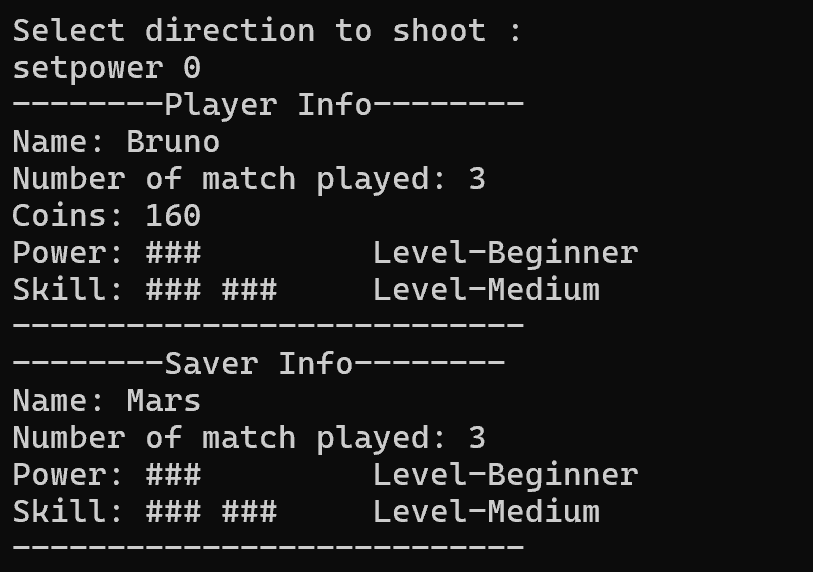 Select direction to shoot :
setpower 0
--------Player Info--------
Name: Bruno
Number of match played: 3
Coins: 160
Power: ###         Level-Beginner
Skill: ### ###     Level-Medium
---------------------------
--------Saver Info--------
Name: Mars
Number of match played: 3
Power: ###         Level-Beginner
Skill: ### ###     Level-Medium
---------------------------